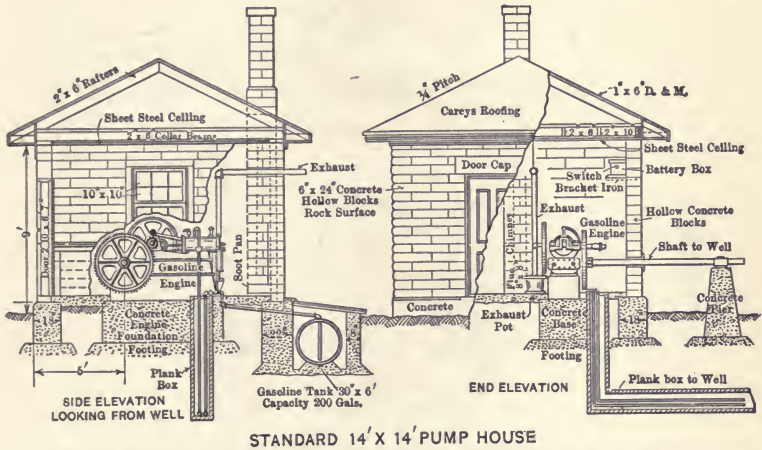 2" x 6" Rafters
Sheet Steel Ceiling
2 x 6 Collar Beams
Exhaust
10" x 10"
9'
Gasoline
Engine
Soot Pan
Concrete
Engine
Foundation
Footing
5'
Plank
Box
Gasoline Tank 30" x 6'
Capacity 200 Gals.
SIDE ELEVATION
LOOKING FROM WELL
¾" Pitch
1" x 6" D. & M.
Careys Roofing
2 x 6
2 x 10
Sheet Steel Ceiling
Door Cap
Battery Box
Switch
Bracket Iron
6" x 24" Concrete
Hollow Blocks
Rock Surface
Exhaust
Gasoline
Engine
Hollow Concrete
Blocks
Shaft to Well
Flue
Chimney
Concrete
Exhaust
Pot
Concrete
Base
Footing
Concrete
Pier
Plank box to Well
END ELEVATION
STANDARD 14' X 14' PUMP HOUSE